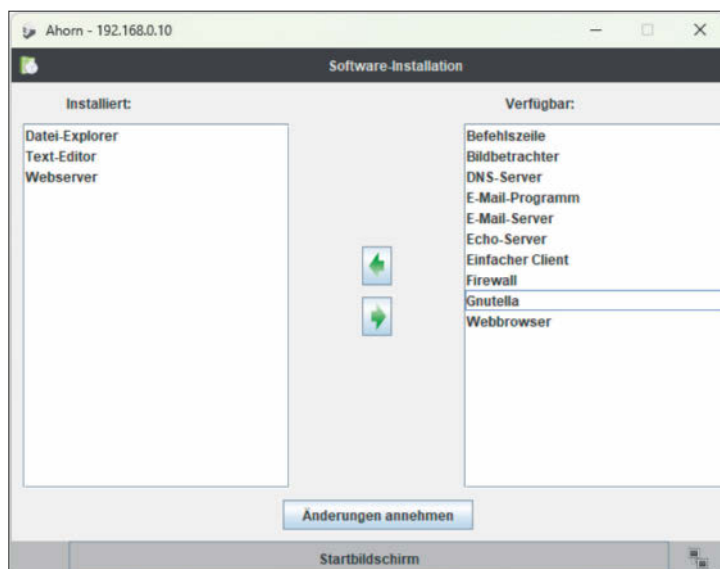 Ahorn - 192.168.0.10
Software-Installation
Installiert:
Datei-Explorer
Text-Editor
Webserver
Verfügbar:
Befehlszeile
Bildbetrachter
DNS-Server
E-Mail-Programm
E-Mail-Server
Echo-Server
Einfacher Client
Firewall
Gnutella
Webbrowser
Änderungen annehmen
Startbildschirm